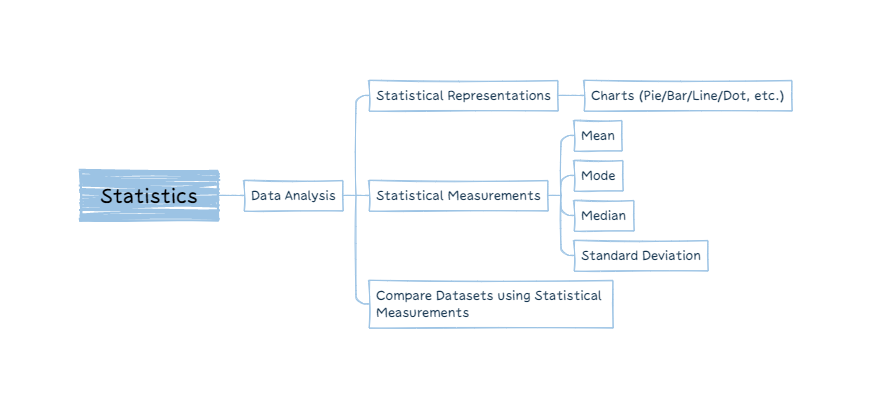 Statistics
Data Analysis
Statistical Representations
Charts (Pie/Bar/Line/Dot, etc.)
Statistical Measurements
Mean
Mode
Median
Standard Deviation
Compare Datasets using Statistical
Measurements